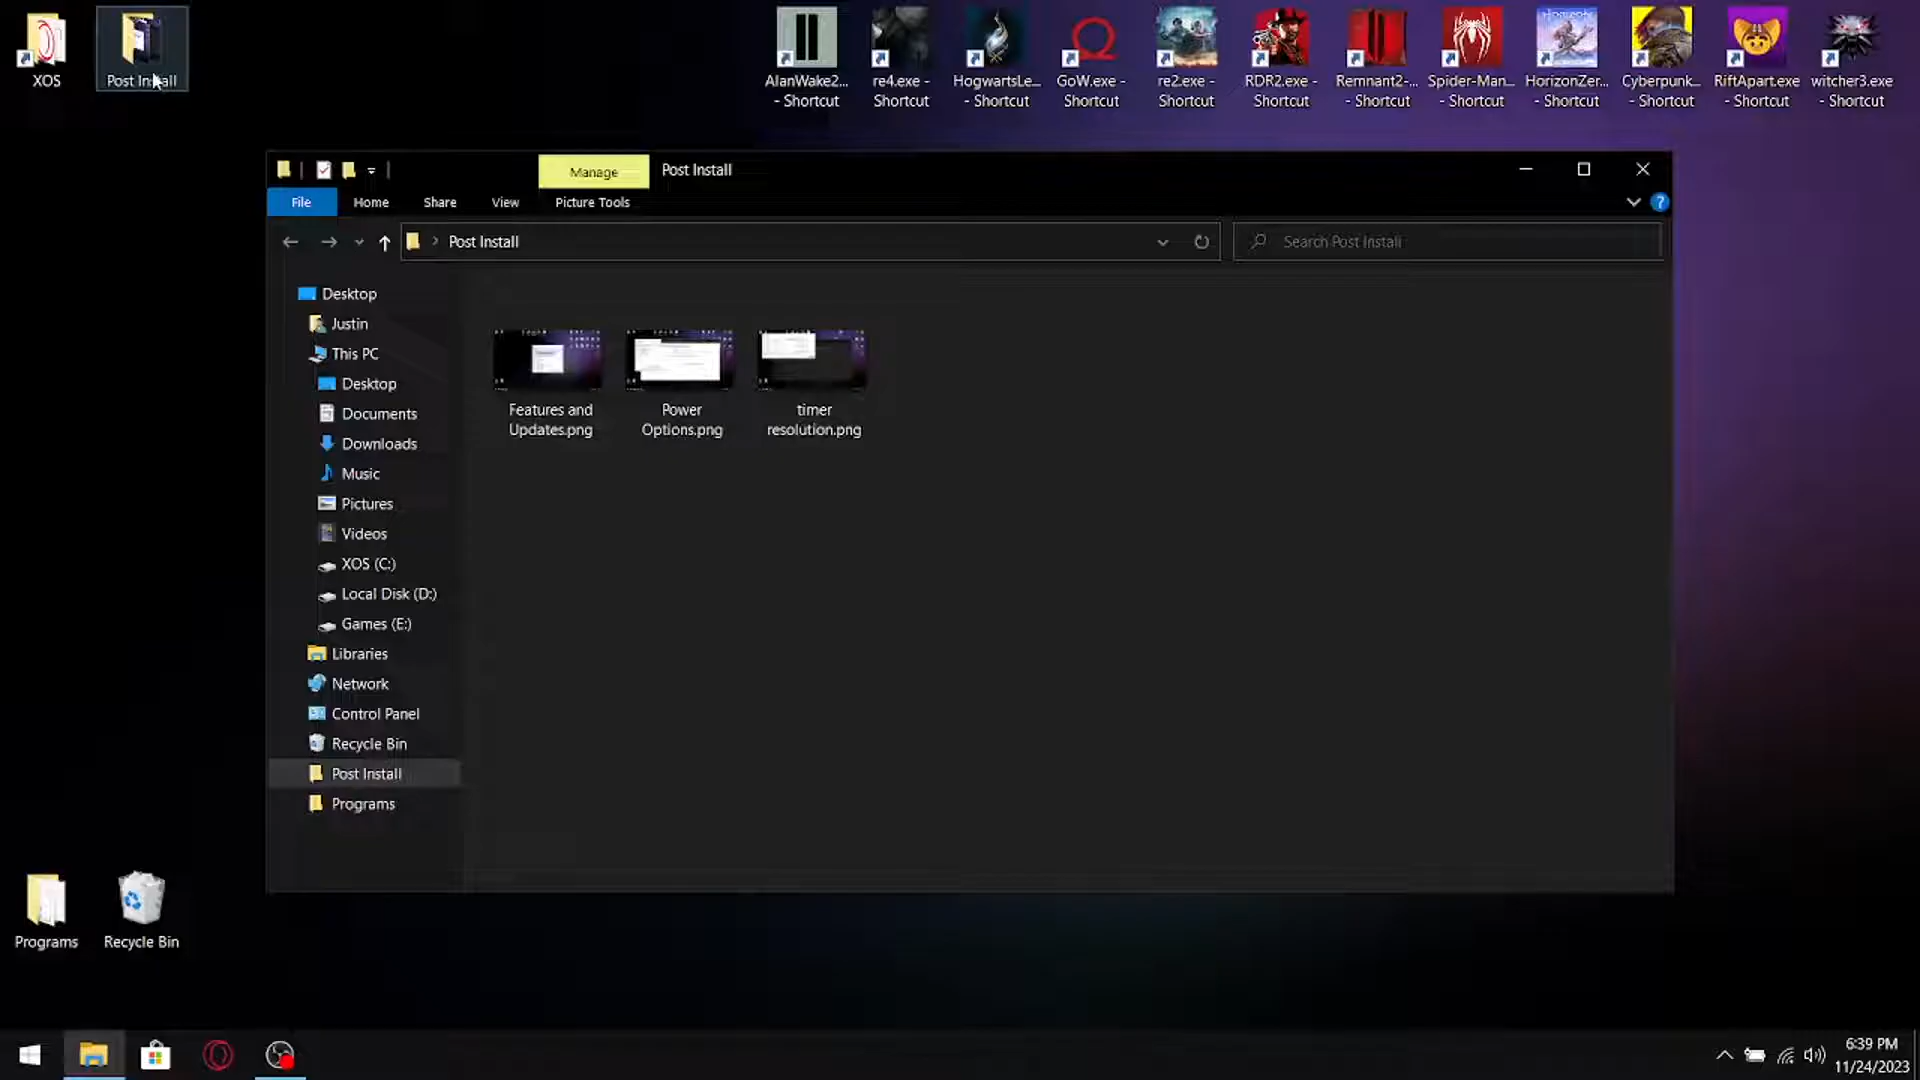 XOS
Post Install
AlanWake2... - Shortcut
re4.exe - Shortcut
HogwartsLe... - Shortcut
GoW.exe - Shortcut
re2.exe - Shortcut
RDR2.exe - Shortcut
Remnant2-... - Shortcut
Spider-Man... - Shortcut
HorizonZer... - Shortcut
Cyberpunk... - Shortcut
RiftApart.exe - Shortcut
witcher3.exe - Shortcut
Manage
Post Install
File
Home
Share
View
Picture Tools
Post Install
Search Post Install
Desktop
Justin
This PC
Desktop
Documents
Downloads
Music
Pictures
Videos
XOS (C:)
Local Disk (D:)
Games (E:)
Libraries
Network
Control Panel
Recycle Bin
Post Install
Programs
Features and
Updates.png
Power
Options.png
timer
resolution.png
Programs
Recycle Bin
6:39 PM
11/24/2023